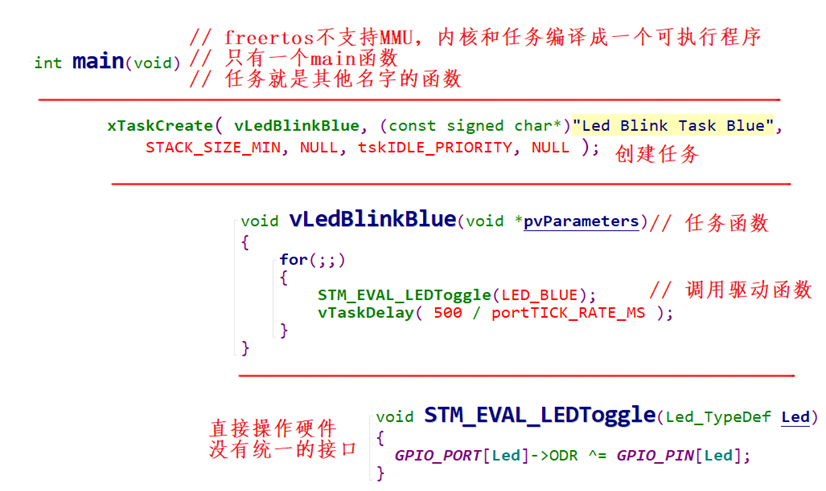 // freertos不支持MMU，内核和任务编译成一个可执行程序
int main(void) // 只有一个main函数
// 任务就是其他名字的函数
xTaskCreate( vLedBlinkBlue, (const signed char*)"Led Blink Task Blue",
STACK_SIZE_MIN, NULL, tskIDLE_PRIORITY, NULL ); 创建任务
void vLedBlinkBlue(void *pvParameters)// 任务函数
{
for(;;)
{
STM_EVAL_LEDToggle(LED_BLUE); // 调用驱动函数
vTaskDelay( 500 / portTICK_RATE_MS );
}
}
void STM_EVAL_LEDToggle(Led_TypeDef Led)
直接操作硬件 {
没有统一的接口 GPIO_PORT[Led]->ODR ^= GPIO_PIN[Led];
}